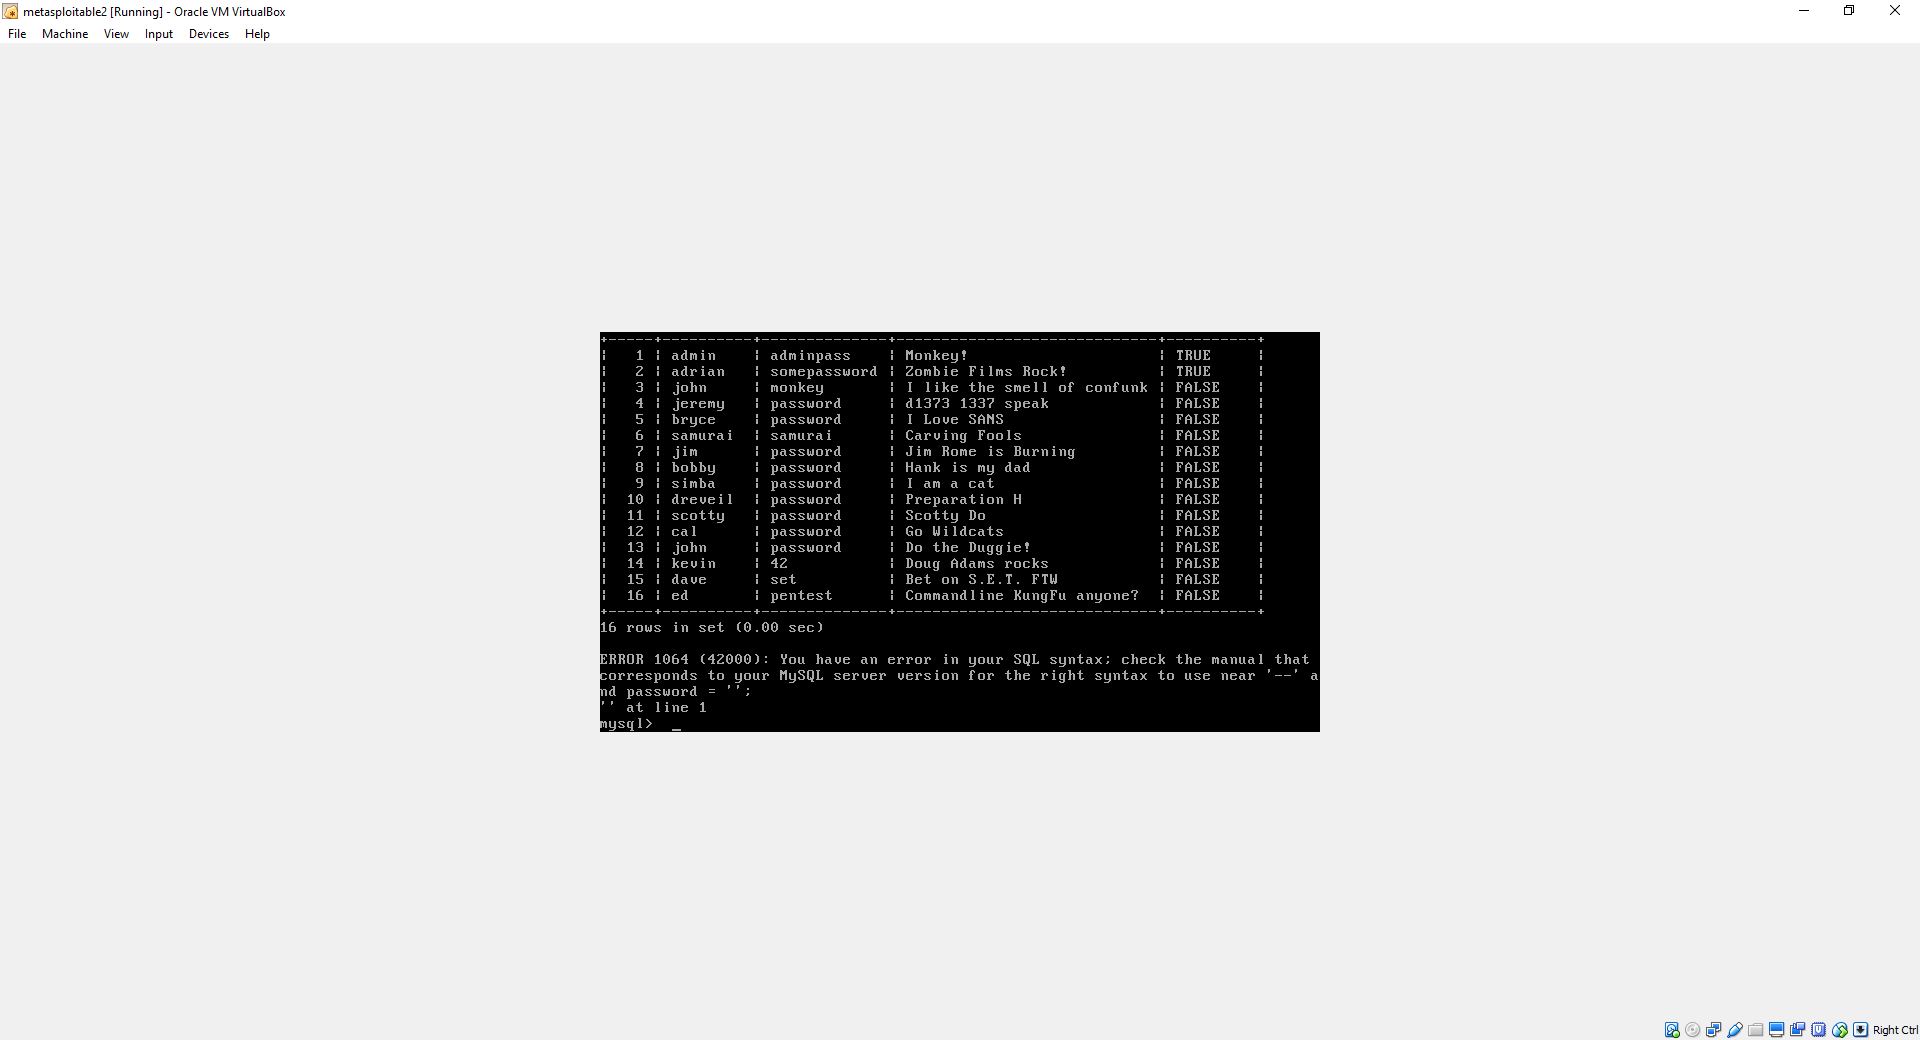 metasploitable2 [Running] - Oracle VM VirtualBox
File Machine View Input Devices Help
+-----+----------+--------------+-----------------------------+----------+
¦   1 ¦ admin    ¦ adminpass    ¦ Monkey!                     ¦ TRUE     ¦
¦   2 ¦ adrian   ¦ somepassword ¦ Zombie Films Rock!          ¦ TRUE     ¦
¦   3 ¦ john     ¦ monkey       ¦ I like the smell of confunk ¦ FALSE    ¦
¦   4 ¦ jeremy   ¦ password     ¦ d1373 1337 speak            ¦ FALSE    ¦
¦   5 ¦ bryce    ¦ password     ¦ I Love SANS                 ¦ FALSE    ¦
¦   6 ¦ samurai  ¦ samurai      ¦ Carving Fools               ¦ FALSE    ¦
¦   7 ¦ jim      ¦ password     ¦ Jim Rome is Burning         ¦ FALSE    ¦
¦   8 ¦ bobby    ¦ password     ¦ Hank is my dad              ¦ FALSE    ¦
¦   9 ¦ simba    ¦ password     ¦ I am a cat                  ¦ FALSE    ¦
¦  10 ¦ dreveil  ¦ password     ¦ Preparation H               ¦ FALSE    ¦
¦  11 ¦ scotty   ¦ password     ¦ Scotty Do                   ¦ FALSE    ¦
¦  12 ¦ cal      ¦ password     ¦ Go Wildcats                 ¦ FALSE    ¦
¦  13 ¦ john     ¦ password     ¦ Do the Duggie!              ¦ FALSE    ¦
¦  14 ¦ kevin    ¦ 42           ¦ Doug Adams rocks            ¦ FALSE    ¦
¦  15 ¦ dave     ¦ set          ¦ Bet on S.E.T. FTW           ¦ FALSE    ¦
¦  16 ¦ ed       ¦ pentest      ¦ Commandline KungFu anyone?  ¦ FALSE    ¦
+-----+----------+--------------+-----------------------------+----------+
16 rows in set (0.00 sec)
ERROR 1064 (42000): You have an error in your SQL syntax; check the manual that
corresponds to your MySQL server version for the right syntax to use near '--' a
nd password = '';
'' at line 1
mysql>  _
Right Ctrl